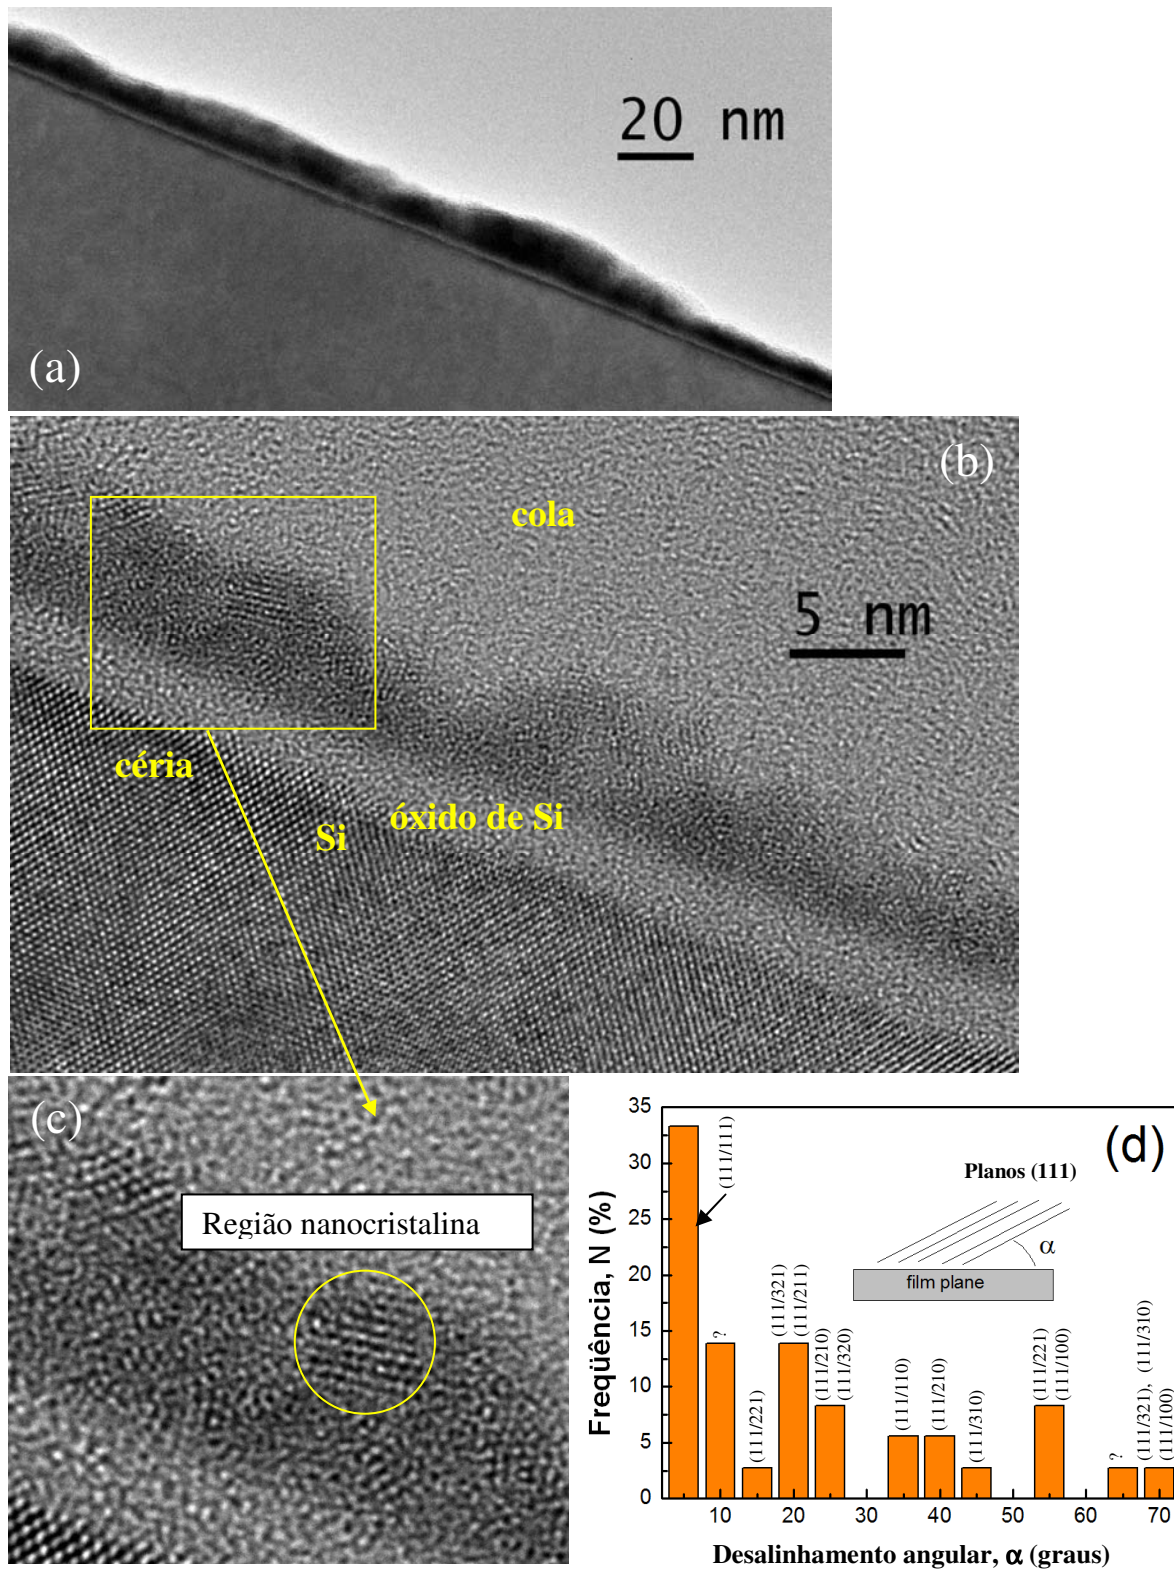 20 nm
(a)
(b)
cola
5 nm
céria
óxido de Si
Si
(c)
Região nanocristalina
(d)
Freqüência, N (%)
35
30
25
20
15
10
5
0
(111/111)
?
(111/221)
(111/321)
(111/211)
(111/210)
(111/320)
(111/110)
(111/210)
(111/310)
(111/221)
(111/100)
?
(111/321), (111/310)
(111/100)
Planos (111)
α
film plane
10 20 30 40 50 60 70
Desalinhamento angular, α (graus)